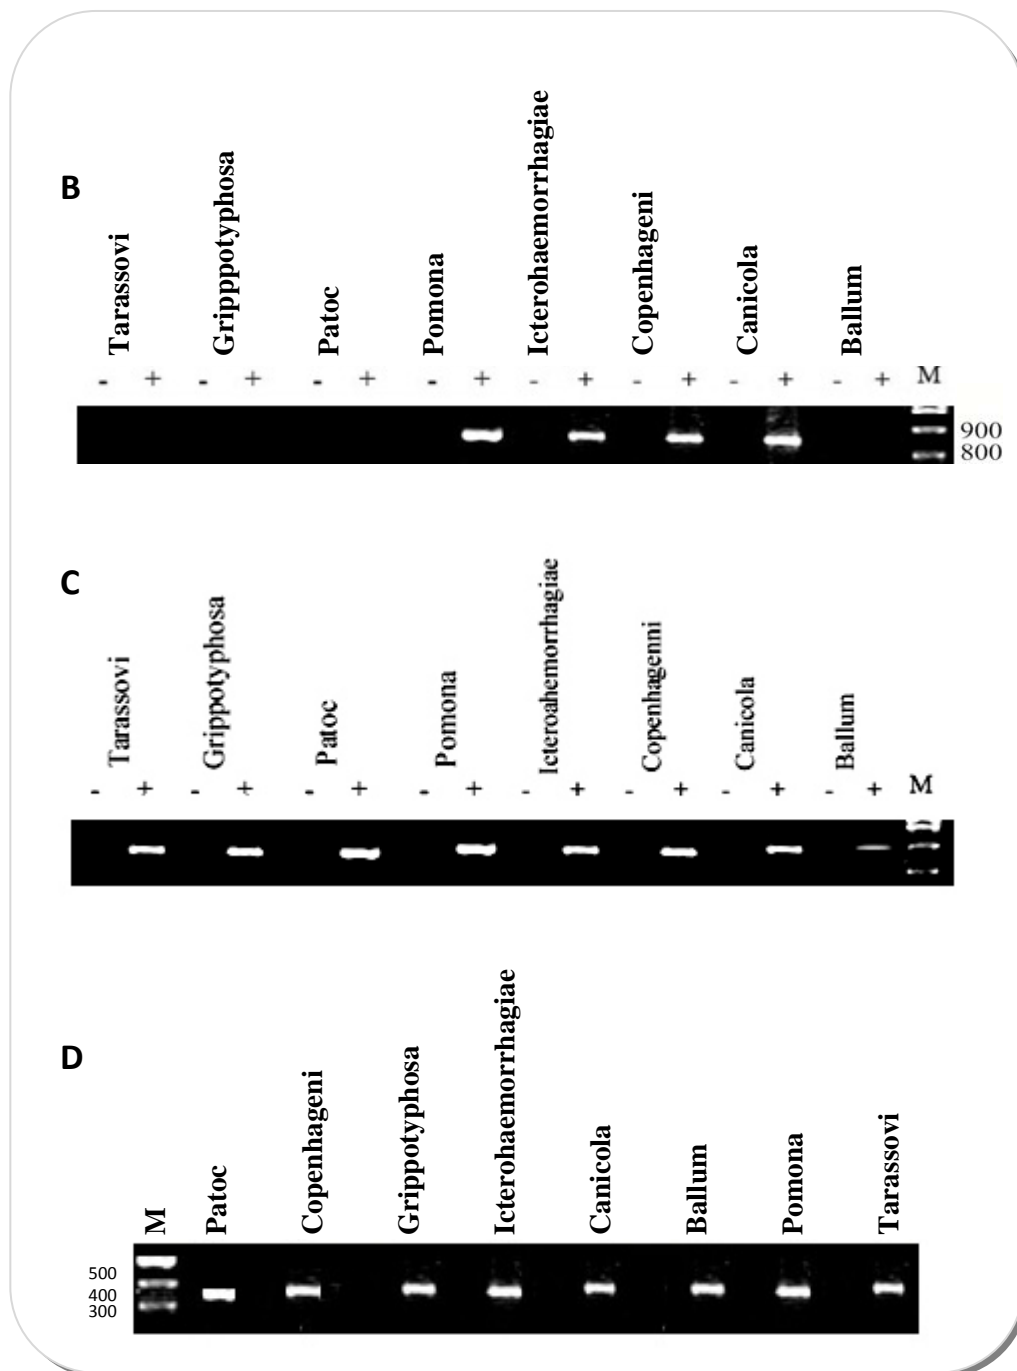 B
Tarassovi Gripppotyphosa Patoc Pomona Icterohaemorrhagiae Copenhageni Canicola Ballum
- + - + - + - + - + - + - + - + M
900
800
C
Tarassovi Grippotyphosa Patoc Pomona Icteroahemorrhagiae Copenhagenni Canicola Ballum
- + - + - + - + - + - + - + - + M
D
M Patoc Copenhageni Grippotyphosa Icterohaemorrhagiae Canicola Ballum Pomona Tarassovi
500
400
300